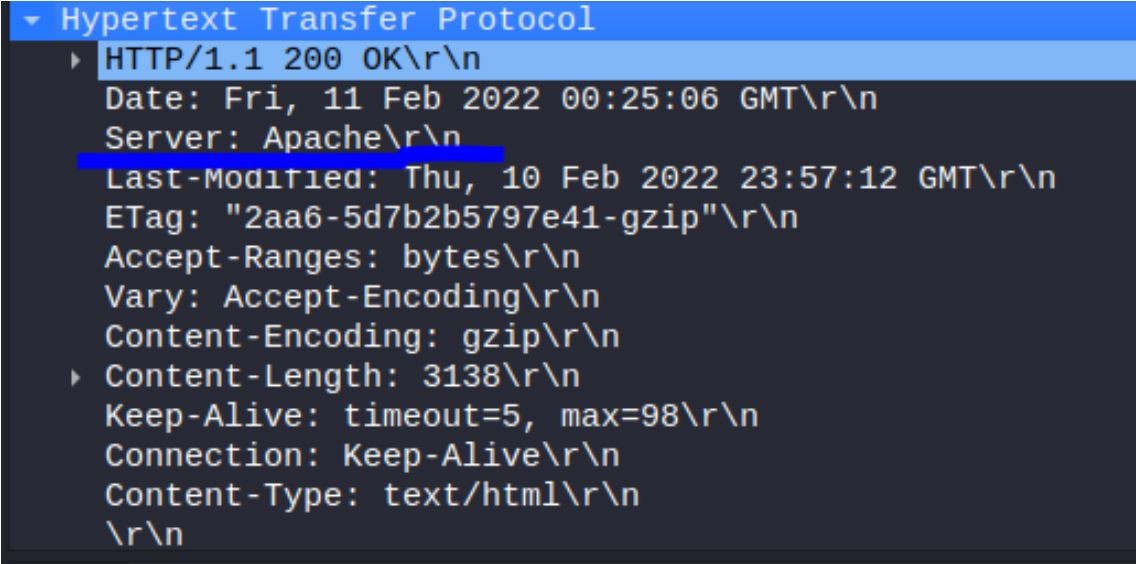 Hypertext Transfer Protocol
HTTP/1.1 200 OK\r\n
Date: Fri, 11 Feb 2022 00:25:06 GMT\r\n
Server: Apache\r\n
Last-Modified: Thu, 10 Feb 2022 23:57:12 GMT\r\n
ETag: "2aa6-5d7b2b5797e41-gzip"\r\n
Accept-Ranges: bytes\r\n
Vary: Accept-Encoding\r\n
Content-Encoding: gzip\r\n
Content-Length: 3138\r\n
Keep-Alive: timeout=5, max=98\r\n
Connection: Keep-Alive\r\n
Content-Type: text/html\r\n
\r\n